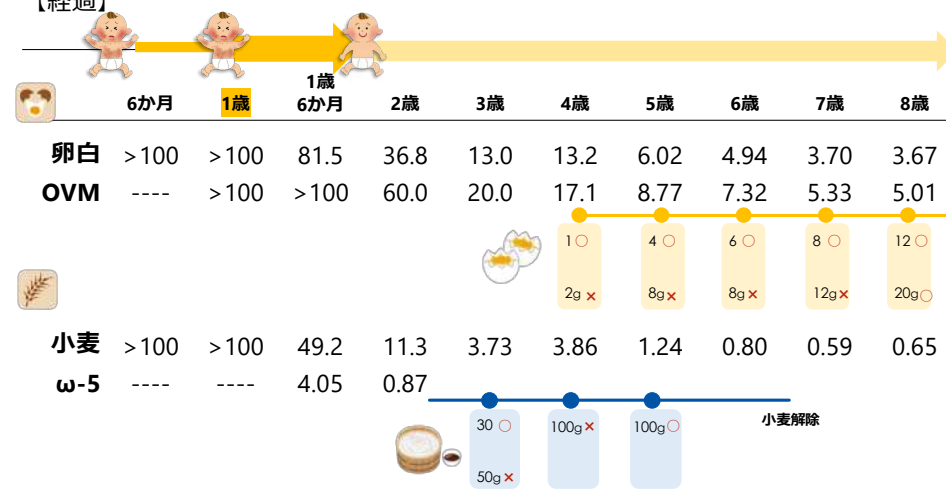 【経過】
6か月 1歳 1歳6か月 2歳 3歳 4歳 5歳 6歳 7歳 8歳
卵白 >100 >100 81.5 36.8 13.0 13.2 6.02 4.94 3.70 3.67
OVM ---- >100 >100 60.0 20.0 17.1 8.77 7.32 5.33 5.01
1○ 4○ 6○ 8○ 12○
2g× 8g× 8g× 12g× 20g○
小麦 >100 >100 49.2 11.3 3.73 3.86 1.24 0.80 0.59 0.65
ω-5 ---- ---- 4.05 0.87
小麦解除
30○ 100g× 100g○
50g×